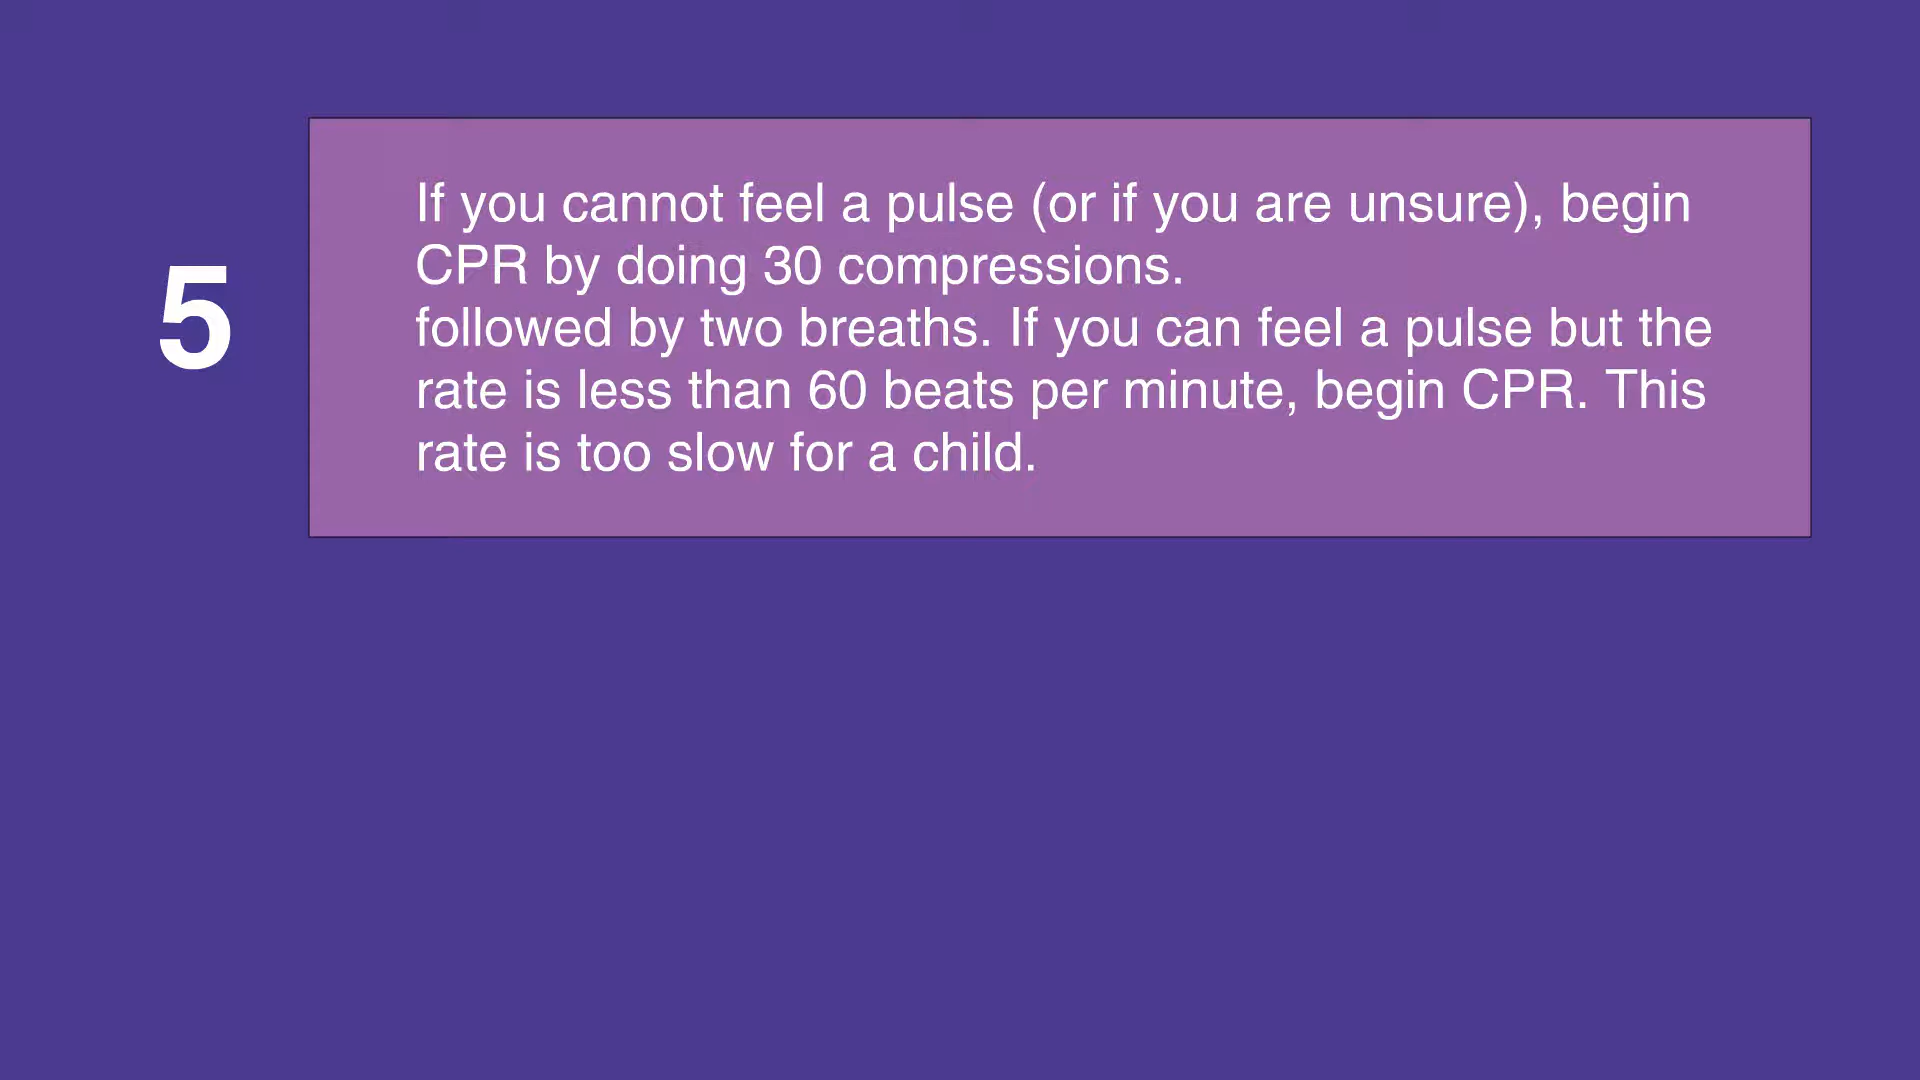 5
If you cannot feel a pulse (or if you are unsure), begin
CPR by doing 30 compressions.
followed by two breaths. If you can feel a pulse but the
rate is less than 60 beats per minute, begin CPR. This
rate is too slow for a child.